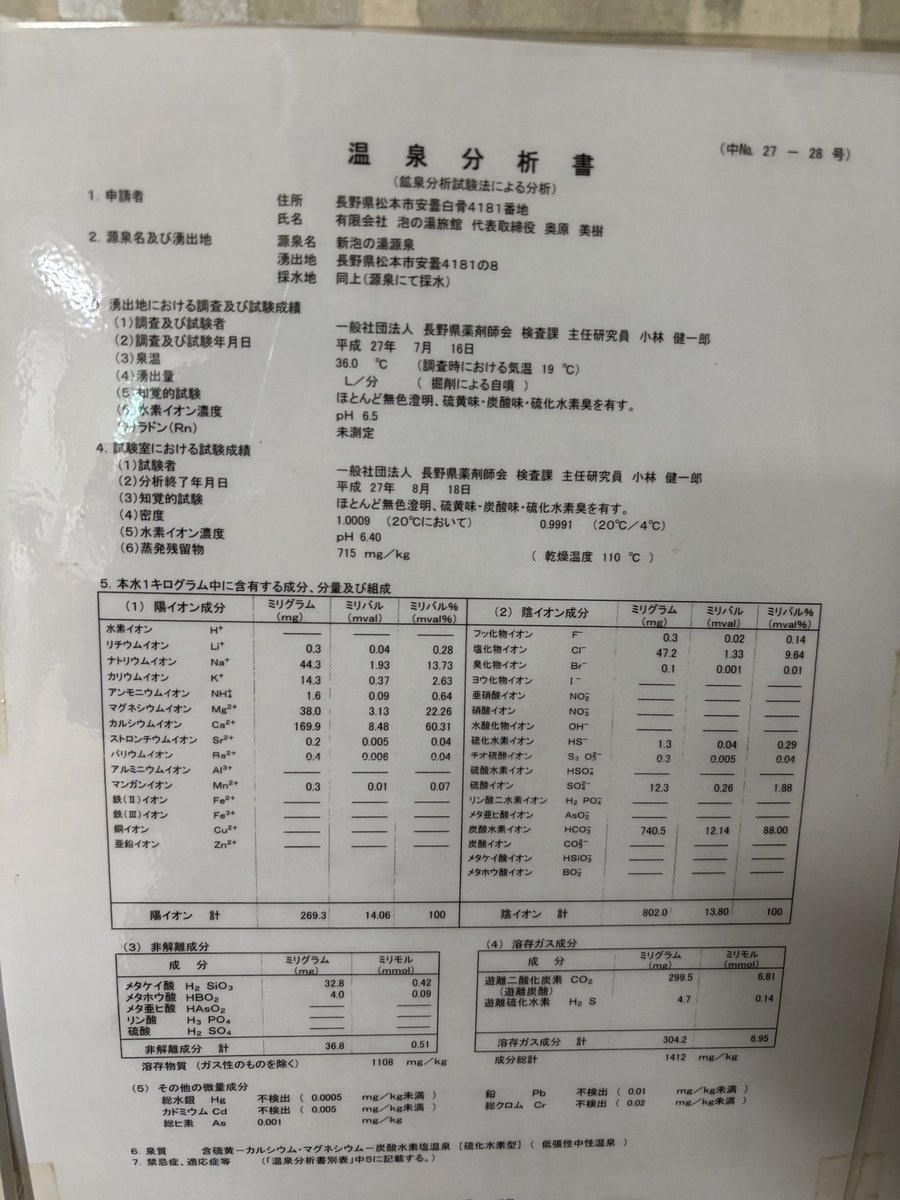 温泉分析書
（中No. 27 － 28 号）
（鉱泉分析試験法による分析）
1. 申請者 住所 長野県松本市安曇白骨4181番地
氏名 有限会社 泡の湯旅館 代表取締役 奥原 美樹
2. 源泉名及び湧出地 源泉名 新泡の湯源泉
湧出地 長野県松本市安曇4181の8
採水地 同上（源泉にて採水）
湧出地における調査及び試験成績
(1)調査及び試験者 一般社団法人 長野県薬剤師会 検査課 主任研究員 小林 健一郎
(2)調査及び試験年月日 平成 27年 7月 16日
(3)泉温 36.0 ℃ （調査時における気温 19 ℃）
(4)湧出量 L／分 （ 掘削による自噴 ）
(5)知覚的試験 ほとんど無色澄明、硫黄味・炭酸味・硫化水素臭を有す。
(6)水素イオン濃度 pH 6.5
ラドン(Rn) 未測定
4. 試験室における試験成績
(1)試験者 一般社団法人 長野県薬剤師会 検査課 主任研究員 小林 健一郎
(2)分析終了年月日 平成 27年 8月 18日
(3)知覚的試験 ほとんど無色澄明、硫黄味・炭酸味・硫化水素臭を有す。
(4)密度 1.0009 （20℃において） 0.9991 （20℃／4℃）
(5)水素イオン濃度 pH 6.40
(6)蒸発残留物 715 mg／kg （ 乾燥温度 110 ℃ ）
5. 本水1キログラム中に含有する成分、分量及び組成
(1) 陽イオン成分 ミリグラム(mg) ミリバル(mval) ミリバル%(mval%)
水素イオン H⁺ ― ― ―
リチウムイオン Li⁺ 0.3 0.04 0.28
ナトリウムイオン Na⁺ 44.3 1.93 13.73
カリウムイオン K⁺ 14.3 0.37 2.63
アンモニウムイオン NH₄⁺ 1.6 0.09 0.64
マグネシウムイオン Mg²⁺ 38.0 3.13 22.26
カルシウムイオン Ca²⁺ 169.9 8.48 60.31
ストロンチウムイオン Sr²⁺ 0.2 0.005 0.04
バリウムイオン Ba²⁺ 0.4 0.006 0.04
アルミニウムイオン Al³⁺ ― ― ―
マンガンイオン Mn²⁺ 0.3 0.01 0.07
鉄(Ⅱ)イオン Fe²⁺ ― ― ―
鉄(Ⅲ)イオン Fe³⁺ ― ― ―
銅イオン Cu²⁺ ― ― ―
亜鉛イオン Zn²⁺ ― ― ―
陽イオン 計 269.3 14.06 100
(2) 陰イオン成分 ミリグラム(mg) ミリバル(mval) ミリバル%(mval%)
フッ化物イオン F⁻ 0.3 0.02 0.14
塩化物イオン Cl⁻ 47.2 1.33 9.64
臭化物イオン Br⁻ 0.1 0.001 0.01
ヨウ化物イオン I⁻ ― ― ―
亜硝酸イオン NO₂⁻ ― ― ―
硝酸イオン NO₃⁻ ― ― ―
水酸化物イオン OH⁻ ― ― ―
硫化水素イオン HS⁻ 1.3 0.04 0.29
チオ硫酸イオン S₂O₃²⁻ 0.3 0.005 0.04
硫酸水素イオン HSO₄⁻ ― ― ―
硫酸イオン SO₄²⁻ 12.3 0.26 1.88
リン酸二水素イオン H₂PO₄⁻ ― ― ―
メタ亜ヒ酸イオン AsO₂⁻ ― ― ―
炭酸水素イオン HCO₃⁻ 740.5 12.14 88.00
炭酸イオン CO₃²⁻ ― ― ―
メタケイ酸イオン HSiO₃⁻ ― ― ―
メタホウ酸イオン BO₂⁻ ― ― ―
陰イオン 計 802.0 13.80 100
(3) 非解離成分
成 分 ミリグラム(mg) ミリモル(mmol)
メタケイ酸 H₂SiO₃ 32.8 0.42
メタホウ酸 HBO₂ 4.0 0.09
メタ亜ヒ酸 HAsO₂ ― ―
リン酸 H₃PO₄ ― ―
硫酸 H₂SO₄ ― ―
非解離成分 計 36.8 0.51
溶存物質（ガス性のものを除く） 1108 mg／kg
(4) 溶存ガス成分
成 分 ミリグラム(mg) ミリモル(mmol)
遊離二酸化炭素 CO₂ 299.5 6.81
（遊離炭酸）
遊離硫化水素 H₂S 4.7 0.14
溶存ガス成分 計 304.2 6.95
成分総計 1412 mg／kg
(5) その他の微量成分
総水銀 Hg 不検出（ 0.0005 mg／kg未満 ） 鉛 Pb 不検出（ 0.01 mg／kg未満 ）
カドミウム Cd 不検出（ 0.005 mg／kg未満 ） 総クロム Cr 不検出（ 0.02 mg／kg未満 ）
総ヒ素 As 0.001 mg／kg
6. 泉質 含硫黄－カルシウム・マグネシウム－炭酸水素塩温泉 ［硫化水素型］（ 低張性中性温泉 ）
7. 禁忌症、適応症等 （「温泉分析書別表」中5に記載する。）